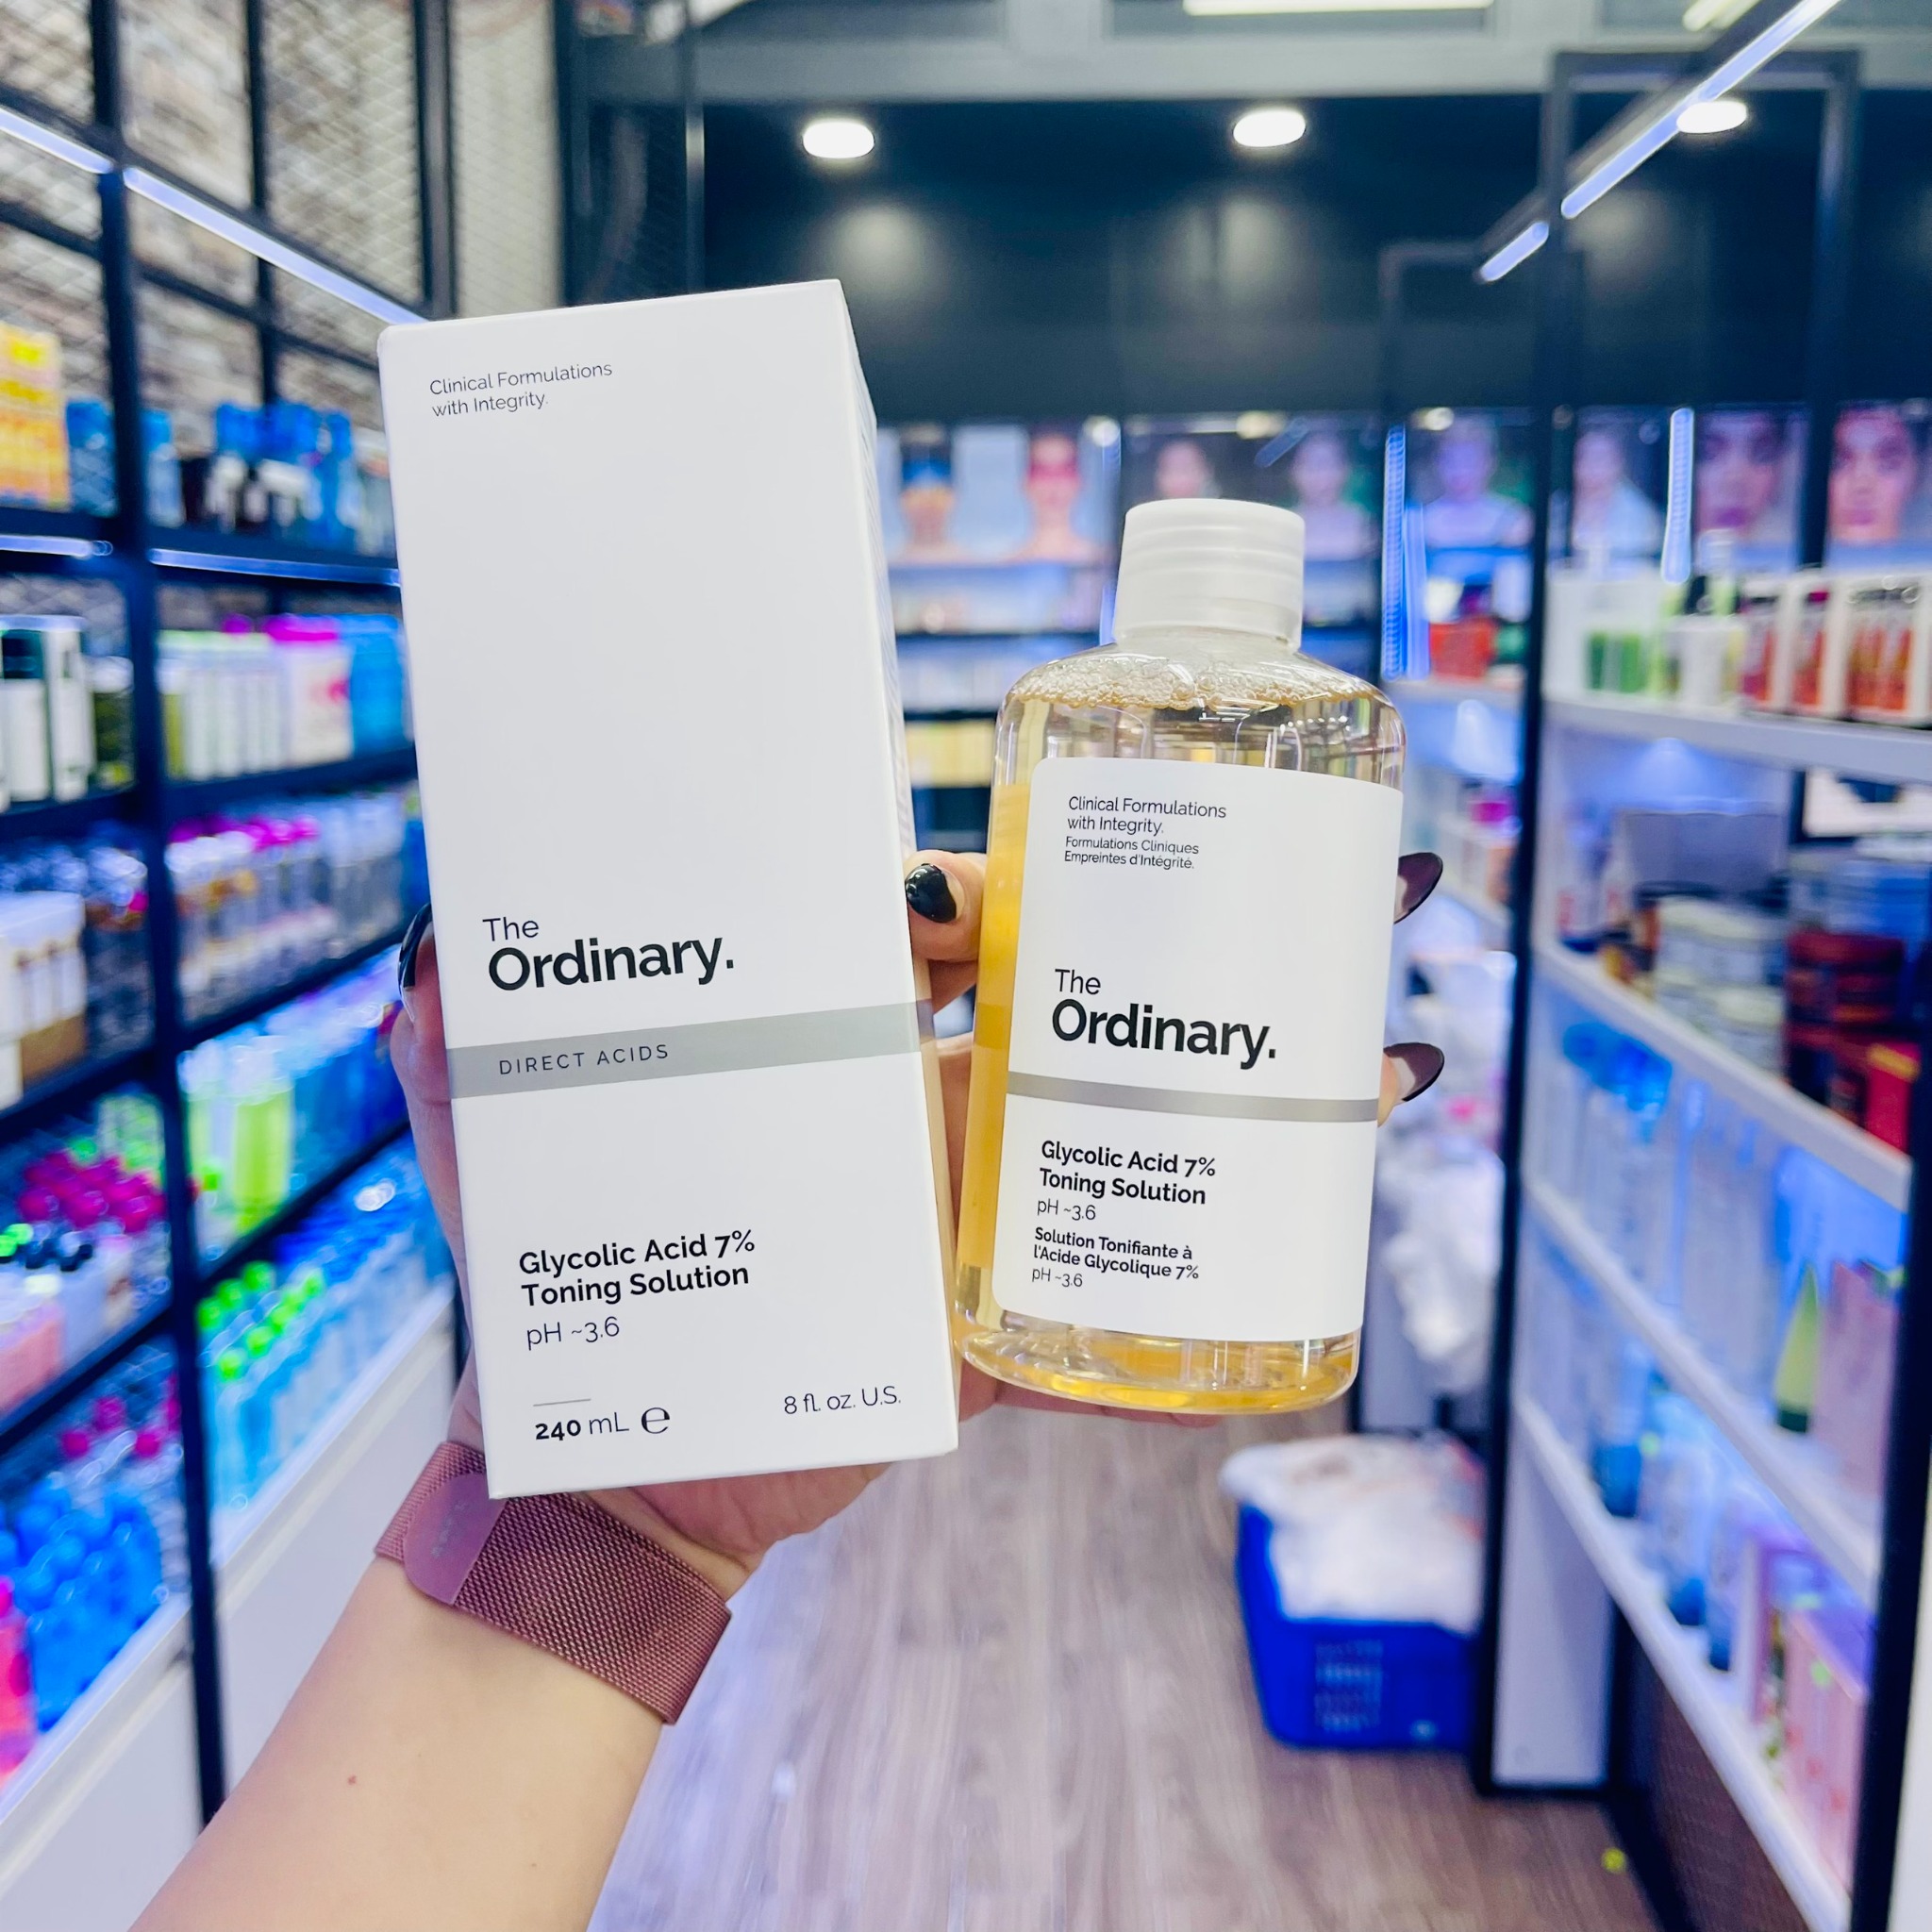 Clinical Formulations
with Integrity.
The
Ordinary.
DIRECT ACIDS
Glycolic Acid 7%
Toning Solution
pH ~3.6
240 mL ℮
8 fl. oz. U.S.
Clinical Formulations
with Integrity.
Formulations Cliniques
Empreintes d'Intégrité.
The
Ordinary.
Glycolic Acid 7%
Toning Solution
pH ~3.6
Solution Tonifiante à
l'Acide Glycolique 7%
pH ~3.6